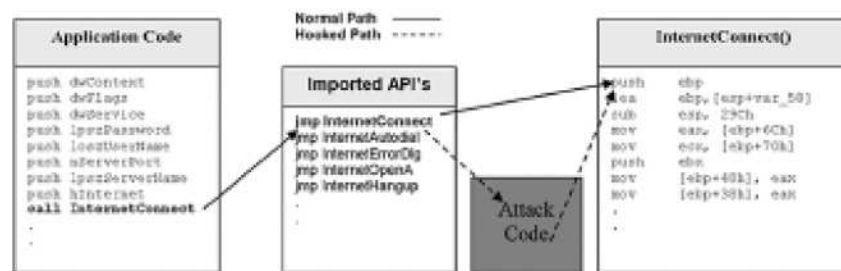 Normal Path
Hooked Path
Application Code
push dwContext
push dwFlags
push dwService
push lpszPassword
push loszUserName
push nServerPort
push lpszServerName
push hInternet
call InternetConnect
.
.
Imported API's
jmp InternetConnect
jmp InternetAutodial
jmp InternetErrorDlg
jmp InternetOpenA
jmp InternetHangup
.
.
Attack
Code
InternetConnect()
push ebp
lea ebp, [esp+var_58]
sub esp, 29Ch
mov eax, [ebp+6Ch]
mov ecx, [ebp+70h]
push ebx
mov [ebp+40h], eax
mov [ebp+38h], eax
.
.